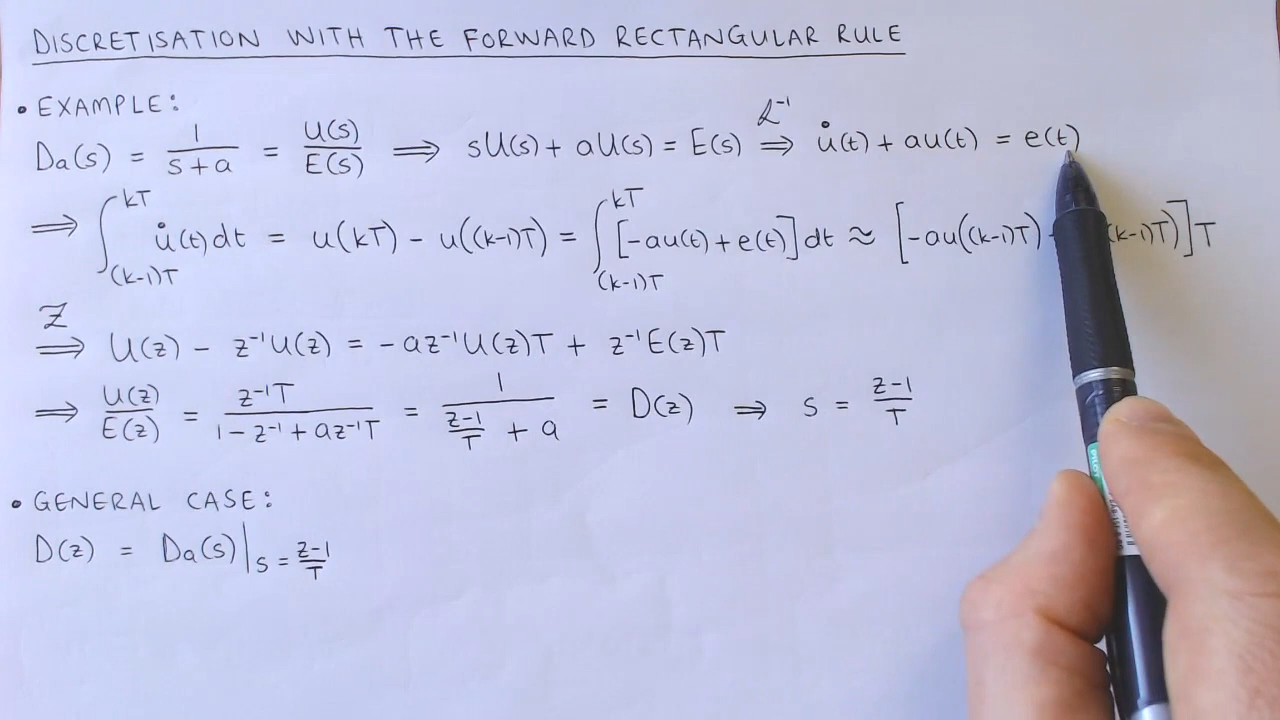 DISCRETISATION WITH THE FORWARD RECTANGULAR RULE
• EXAMPLE:
Da(s) = 1/(s+a) = U(s)/E(s) ⟹ sU(s) + aU(s) = E(s) ℒ⁻¹⟹ u̇(t) + au(t) = e(t)
⟹ ∫_{(k-1)T}^{kT} u̇(t)dt = u(kT) - u((k-1)T) = ∫_{(k-1)T}^{kT} [-au(t) + e(t)]dt ≈ [-au((k-1)T) + (k-1)T)]T
Z⟹ U(z) - z⁻¹U(z) = -az⁻¹U(z)T + z⁻¹E(z)T
⟹ U(z)/E(z) = z⁻¹T/(1-z⁻¹+az⁻¹T) = 1/((z-1)/T + a) = D(z) ⟹ s = (z-1)/T
• GENERAL CASE:
D(z) = Da(s)|_{s = (z-1)/T}